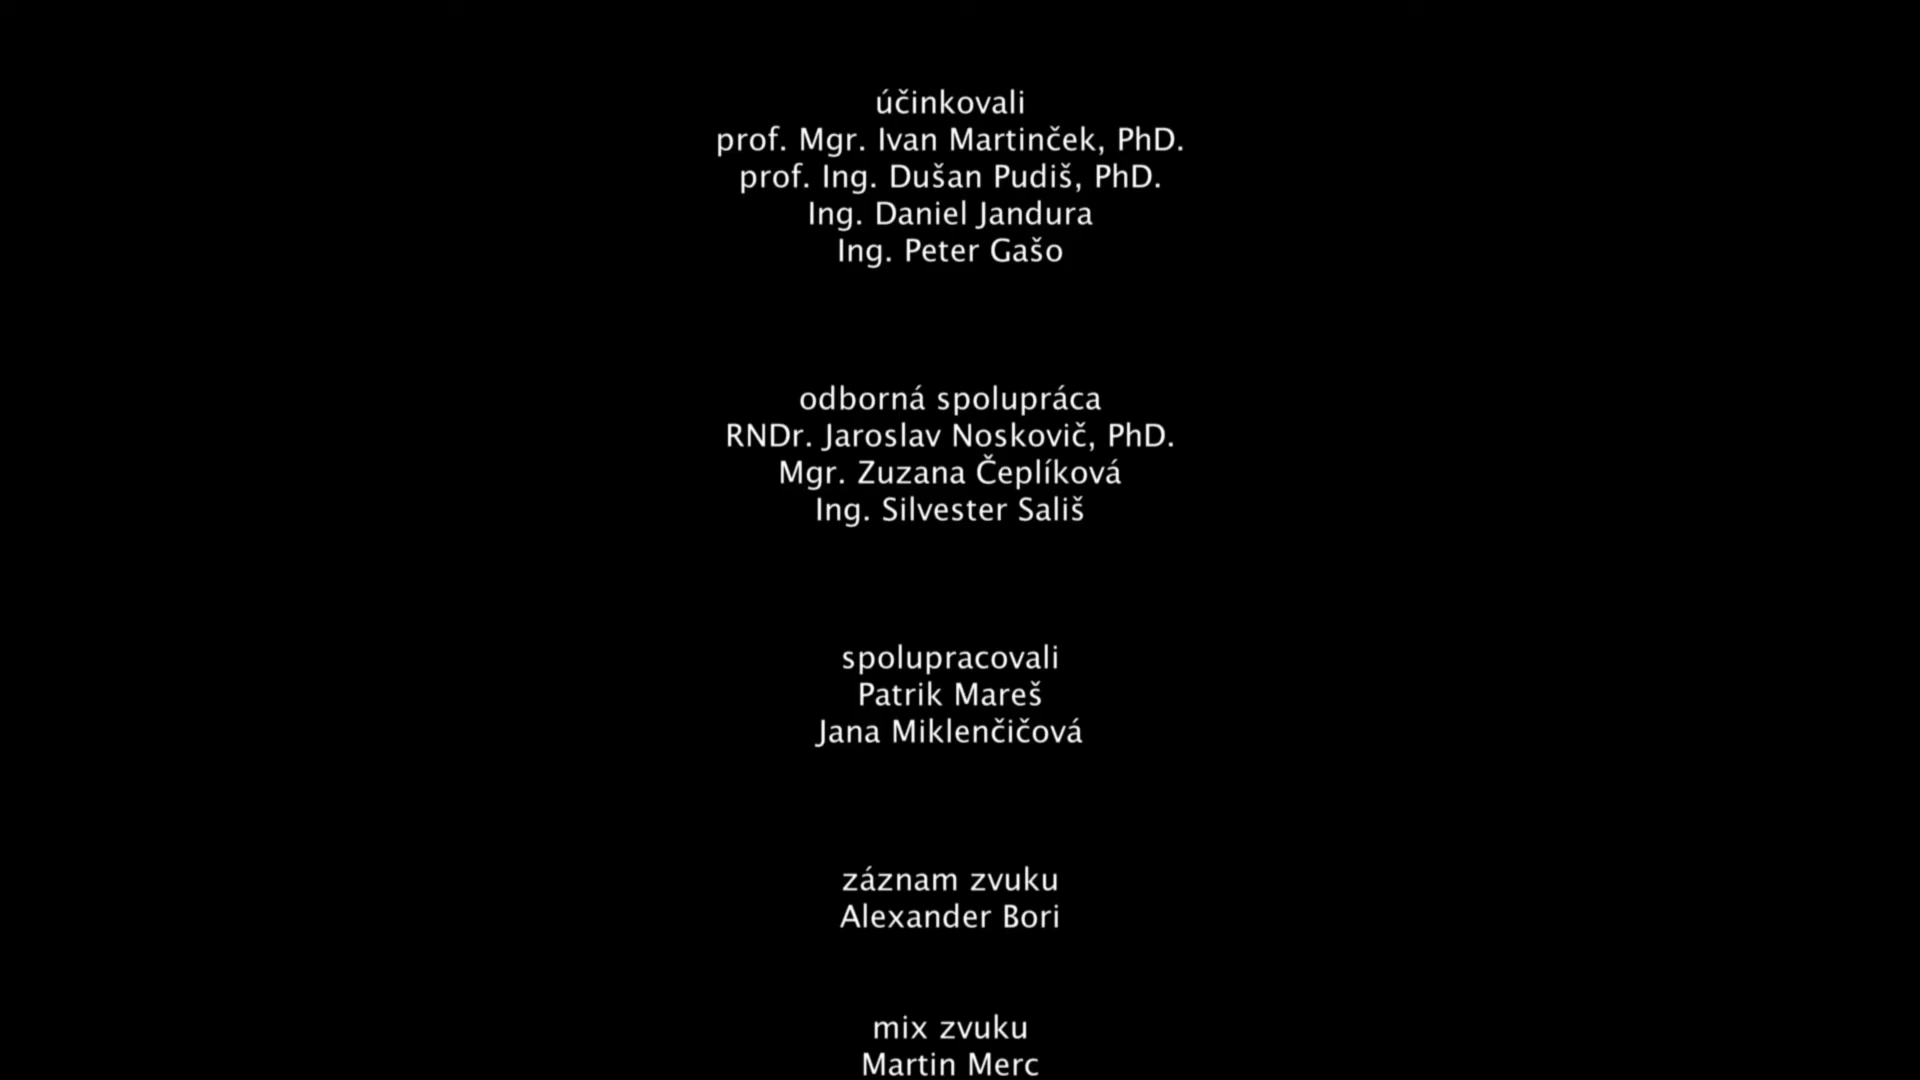 účinkovali
prof. Mgr. Ivan Martinček, PhD.
prof. Ing. Dušan Pudiš, PhD.
Ing. Daniel Jandura
Ing. Peter Gašo
odborná spolupráca
RNDr. Jaroslav Noskovič, PhD.
Mgr. Zuzana Čeplíková
Ing. Silvester Sališ
spolupracovali
Patrik Mareš
Jana Miklenčičová
záznam zvuku
Alexander Bori
mix zvuku
Martin Merc